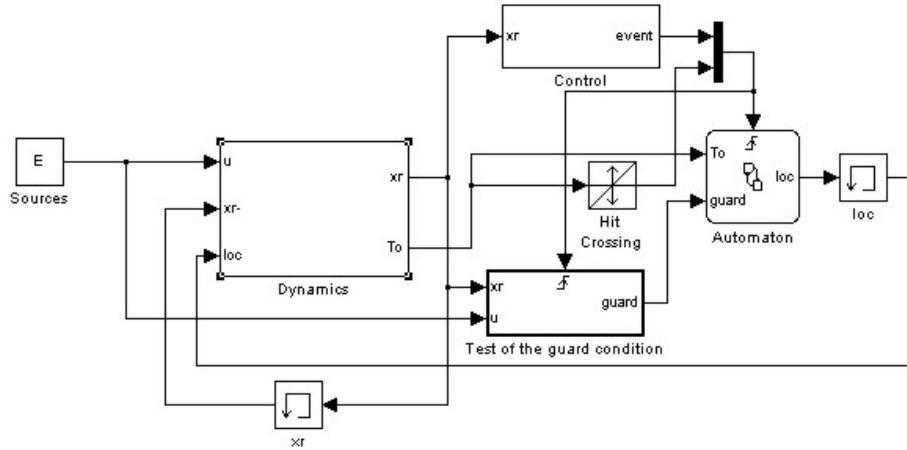 xr
event
Control
E
Sources
u
xr-
loc
xr
To
Dynamics
Hit
Crossing
To
guard
loc
Automaton
loc
xr
u
guard
Test of the guard condition
xr